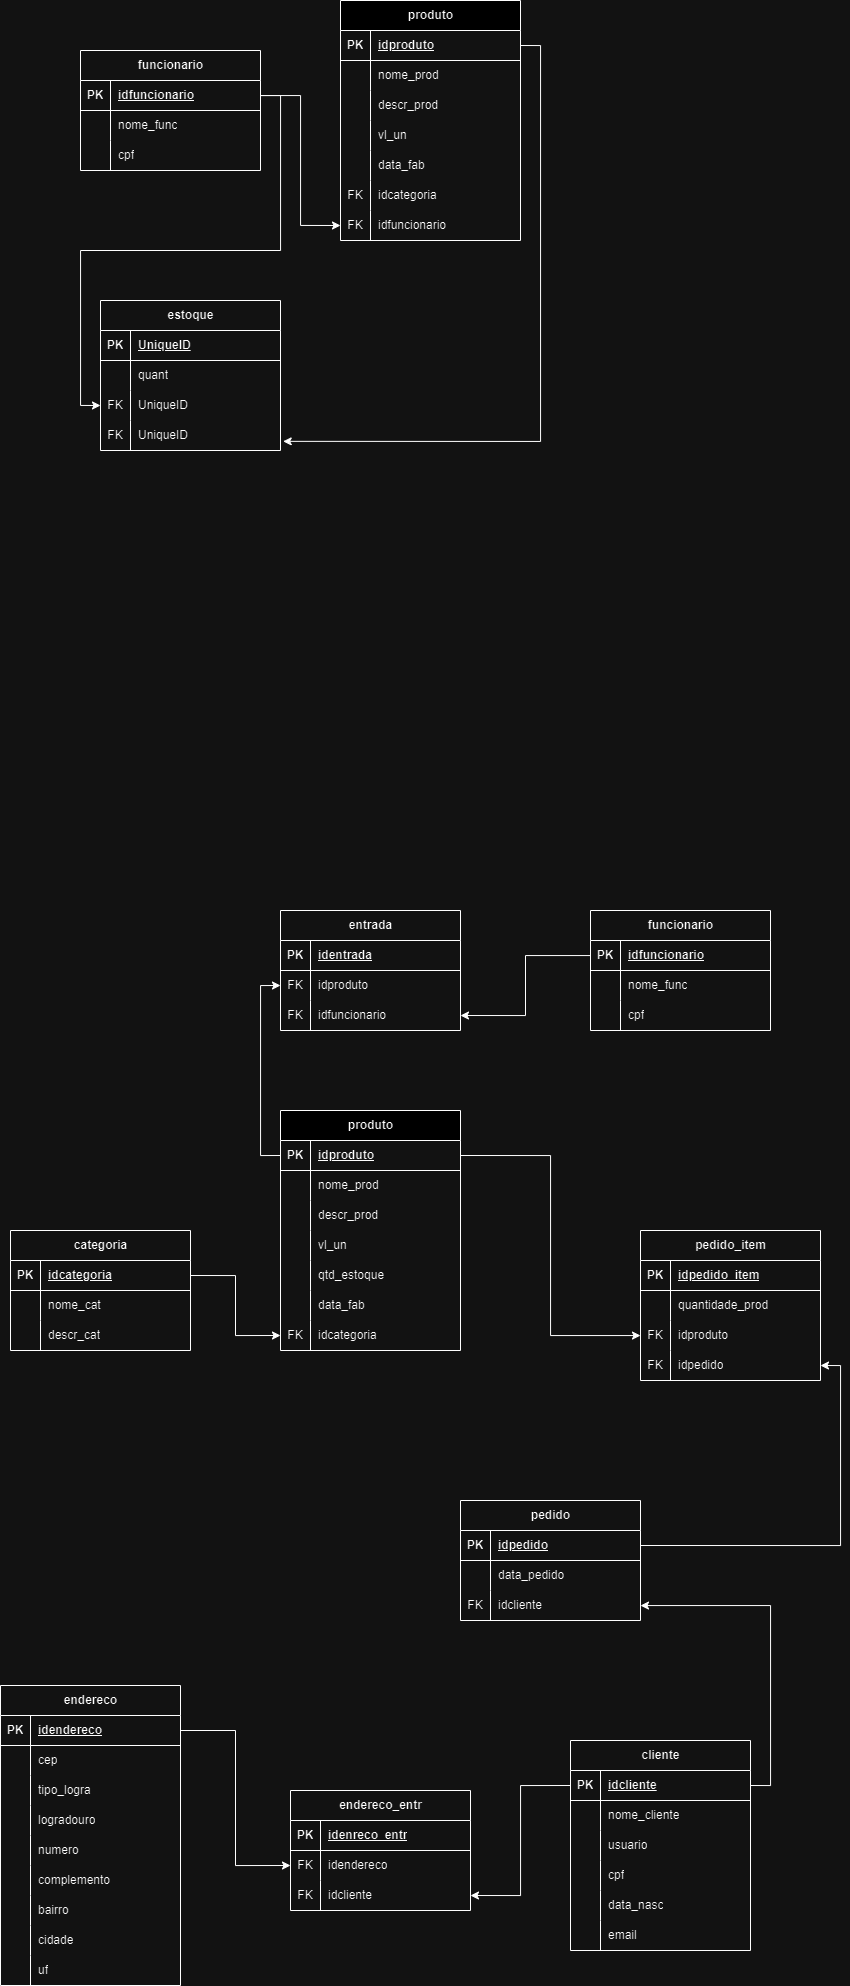 produto
PK idproduto
nome_prod
descr_prod
vl_un
data_fab
FK idcategoria
FK idfuncionario
funcionario
PK idfuncionario
nome_func
cpf
estoque
PK UniqueID
quant
FK UniqueID
FK UniqueID
entrada
PK identrada
FK idproduto
FK idfuncionario
funcionario
PK idfuncionario
nome_func
cpf
produto
PK idproduto
nome_prod
descr_prod
vl_un
qtd_estoque
data_fab
FK idcategoria
categoria
PK idcategoria
nome_cat
descr_cat
pedido_item
PK idpedido_item
quantidade_prod
FK idproduto
FK idpedido
pedido
PK idpedido
data_pedido
FK idcliente
endereco
PK idendereco
cep
tipo_logra
logradouro
numero
complemento
bairro
cidade
uf
endereco_entr
PK idenreco_entr
FK idendereco
FK idcliente
cliente
PK idcliente
nome_cliente
usuario
cpf
data_nasc
email